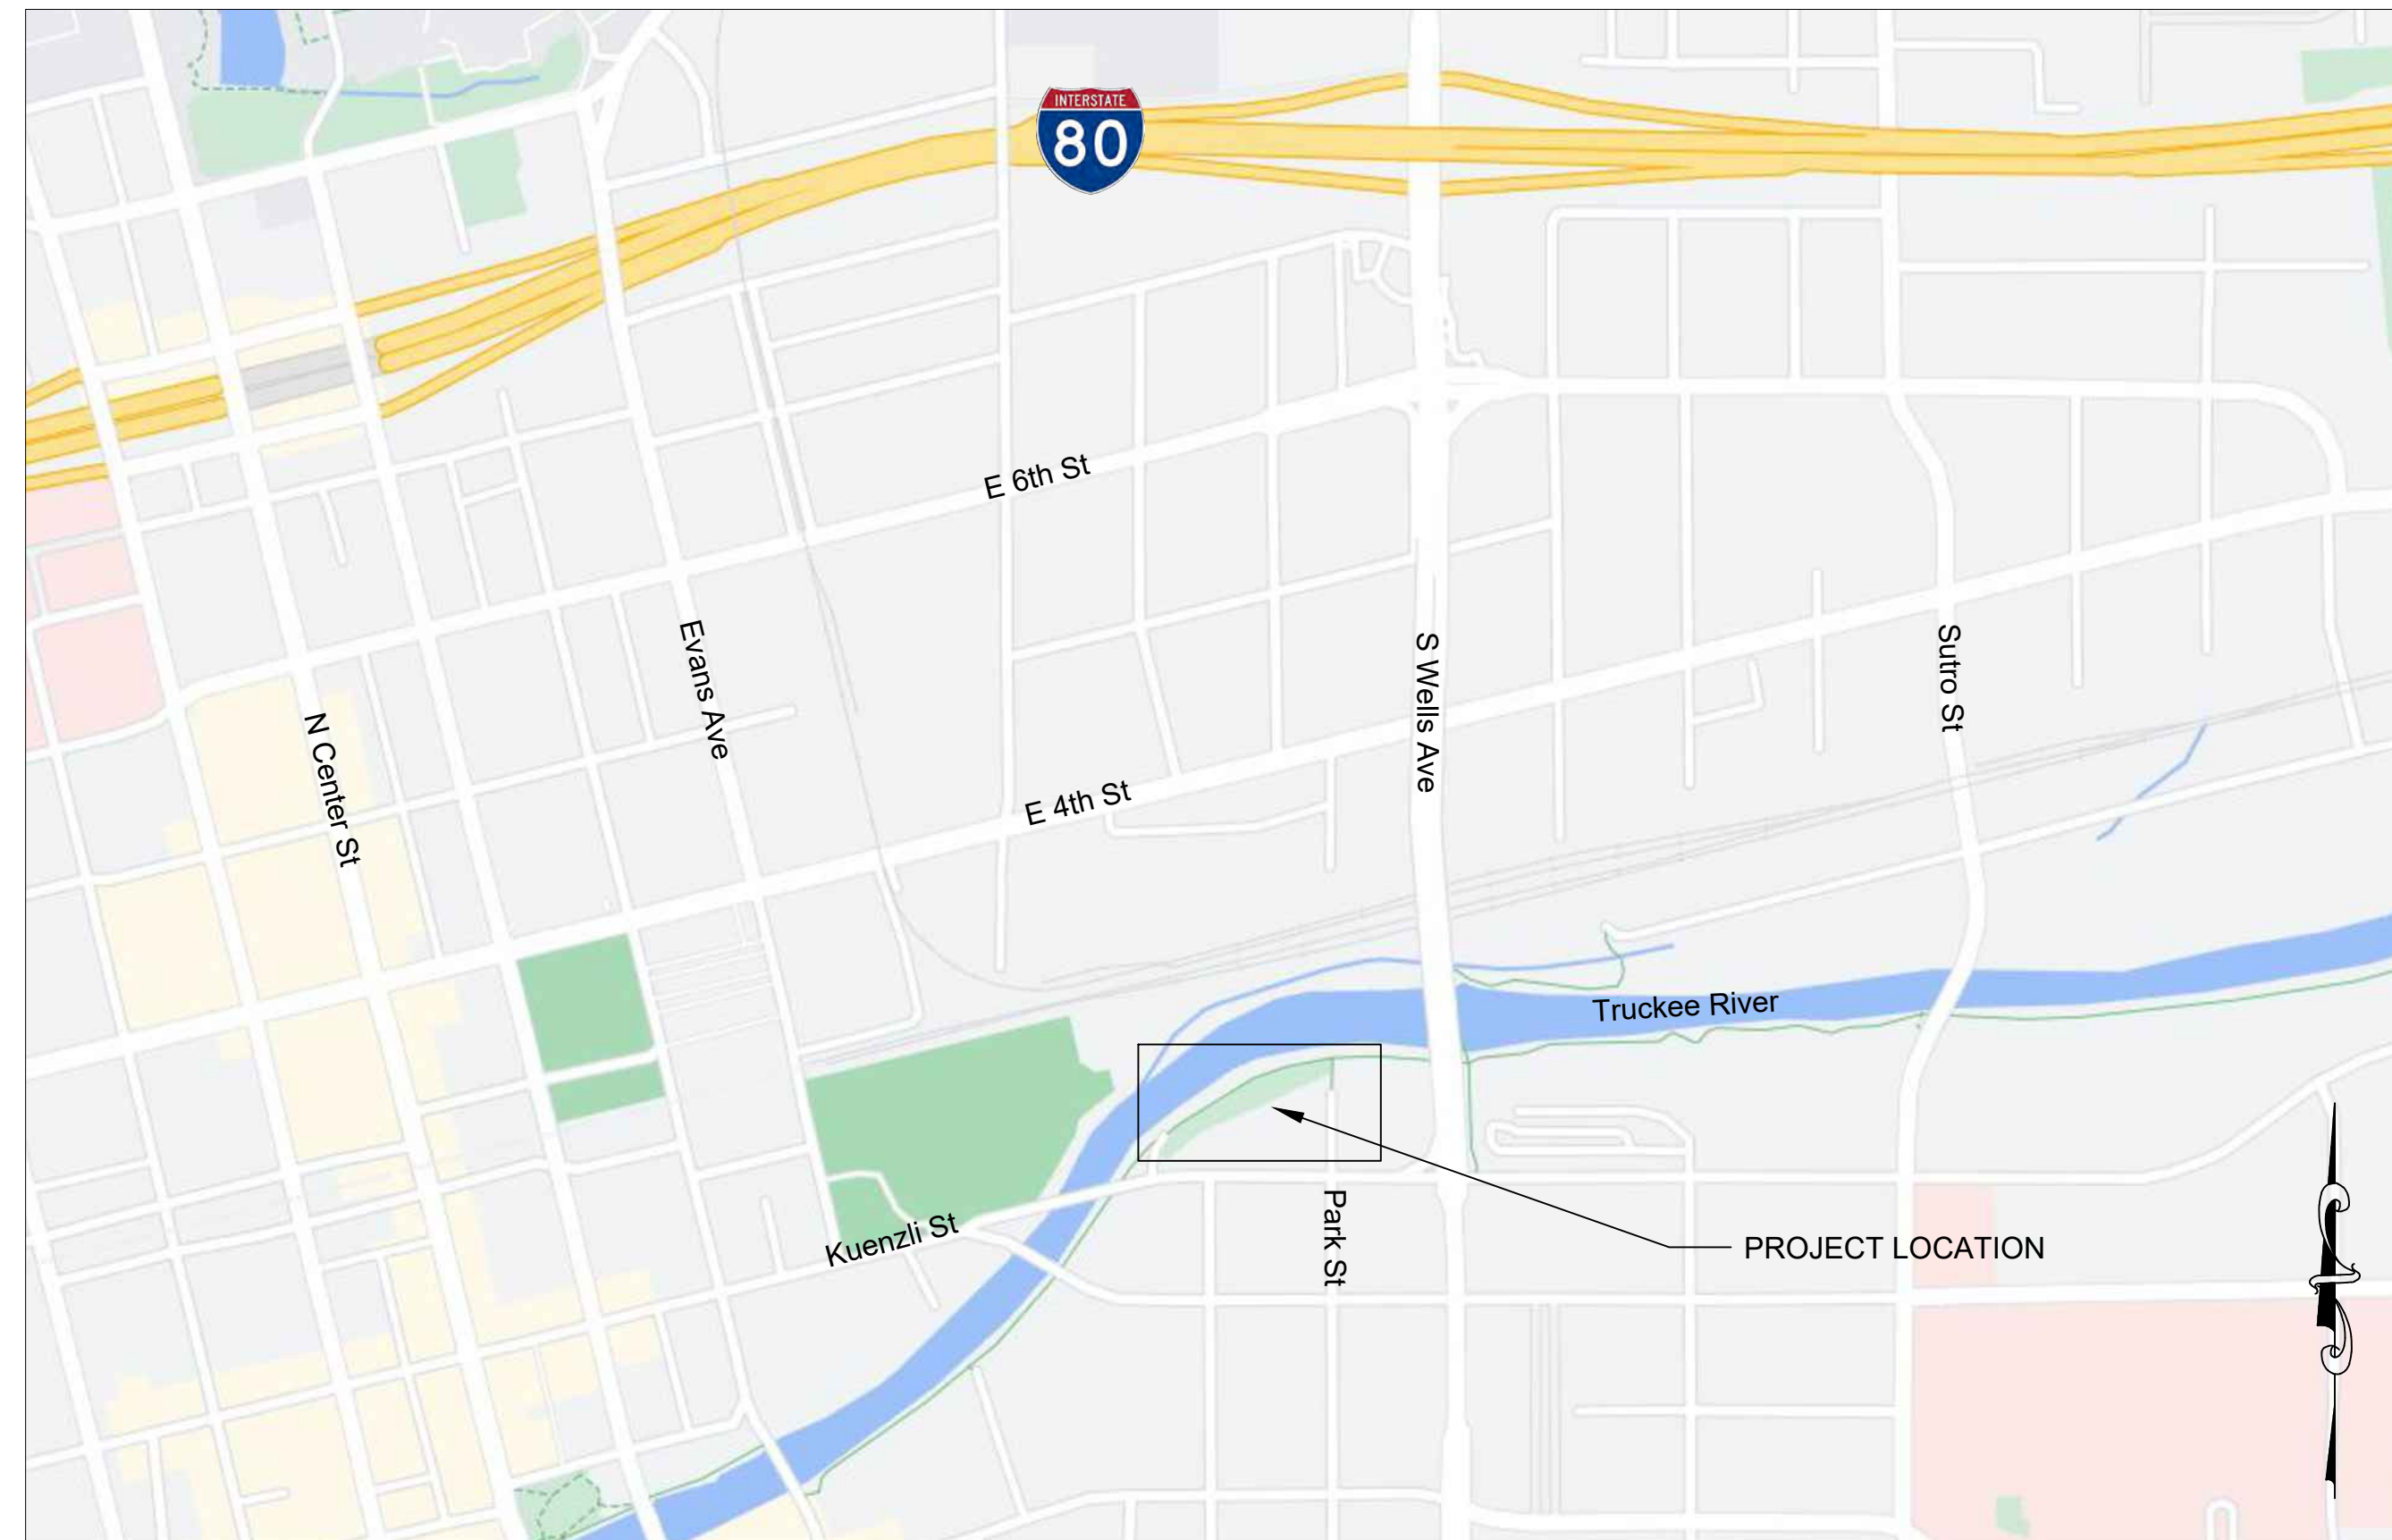 INTERSTATE
80
E 6th St
Evans Ave
S Wells Ave
Sutro St
N Center St
E 4th St
Truckee River
Park St
Kuenzli St
PROJECT LOCATION